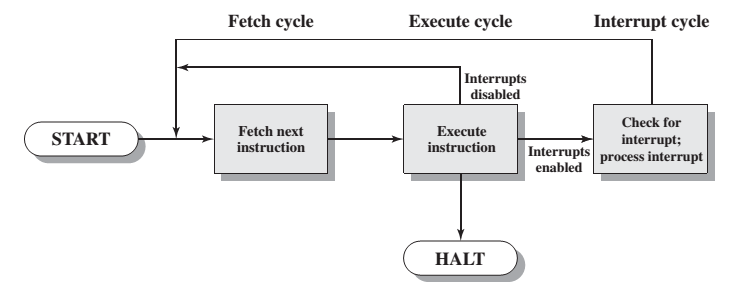 Fetch cycle
Execute cycle
Interrupt cycle
Interrupts
disabled
START
Fetch next
instruction
Execute
instruction
Interrupts
enabled
Check for
interrupt;
process interrupt
HALT